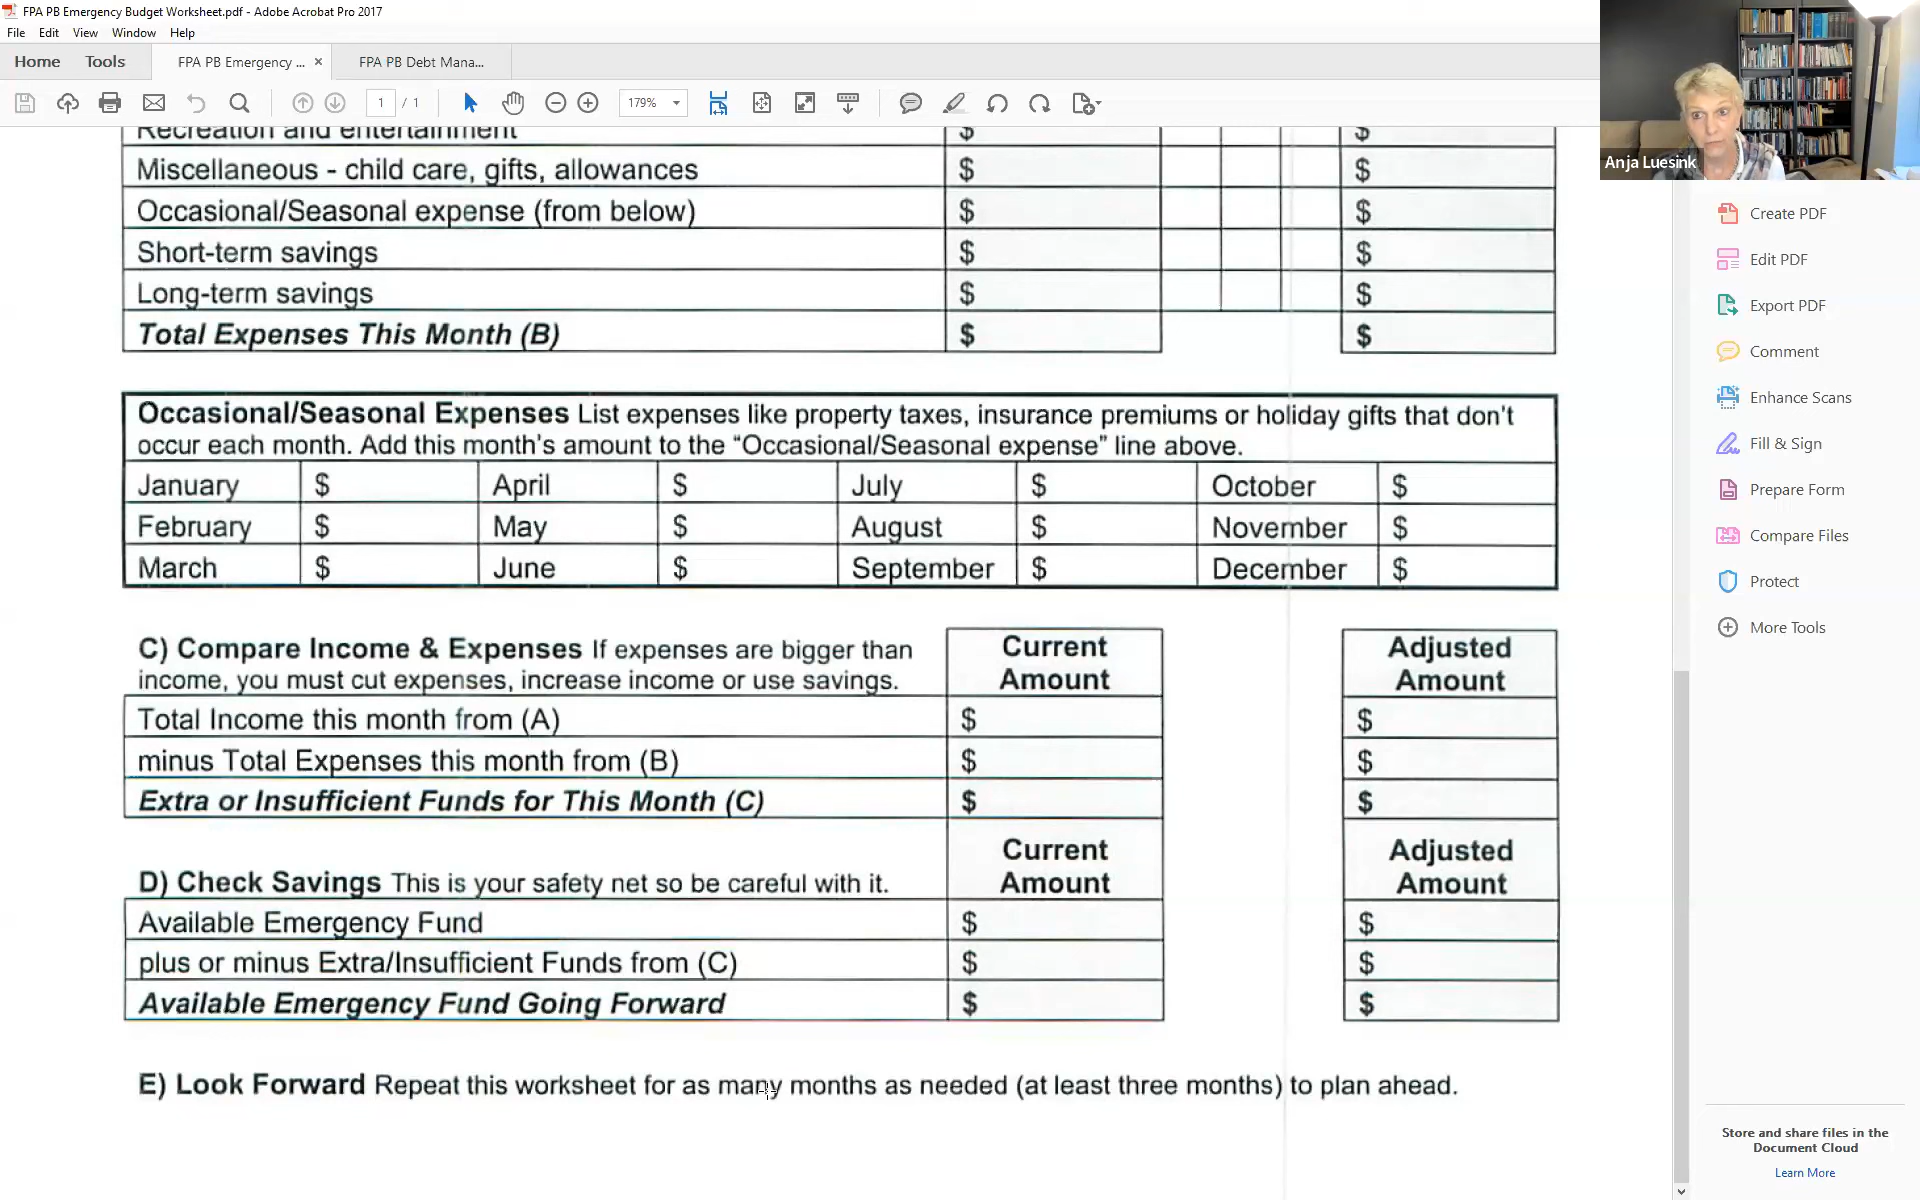 FPA PB Emergency Budget Worksheet.pdf - Adobe Acrobat Pro 2017
File Edit View Window Help
Home Tools FPA PB Emergency ... × FPA PB Debt Mana...
1 / 1 179%
Anja Luesink
Recreation and entertainment $ $
Miscellaneous - child care, gifts, allowances $ $
Occasional/Seasonal expense (from below) $ $
Short-term savings $ $
Long-term savings $ $
Total Expenses This Month (B) $ $
Occasional/Seasonal Expenses List expenses like property taxes, insurance premiums or holiday gifts that don't
occur each month. Add this month's amount to the “Occasional/Seasonal expense” line above.
January $ April $ July $ October $
February $ May $ August $ November $
March $ June $ September $ December $
C) Compare Income & Expenses If expenses are bigger than
income, you must cut expenses, increase income or use savings.
Current
Amount
Adjusted
Amount
Total Income this month from (A) $ $
minus Total Expenses this month from (B) $ $
Extra or Insufficient Funds for This Month (C) $ $
D) Check Savings This is your safety net so be careful with it.
Current
Amount
Adjusted
Amount
Available Emergency Fund $ $
plus or minus Extra/Insufficient Funds from (C) $ $
Available Emergency Fund Going Forward $ $
E) Look Forward Repeat this worksheet for as many months as needed (at least three months) to plan ahead.
Create PDF
Edit PDF
Export PDF
Comment
Enhance Scans
Fill & Sign
Prepare Form
Compare Files
Protect
More Tools
Store and share files in the
Document Cloud
Learn More